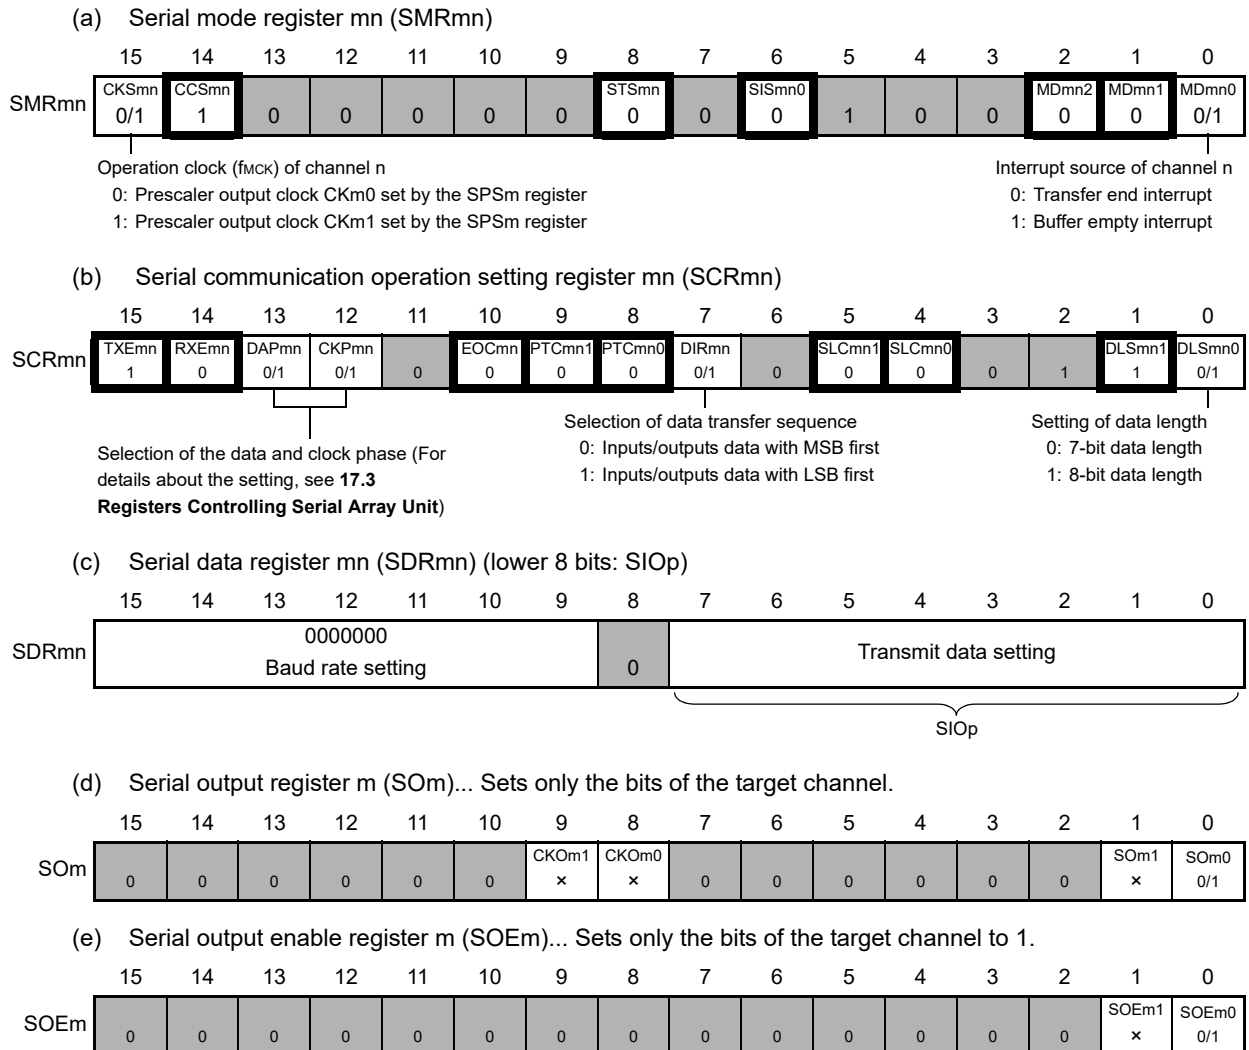 (a) Serial mode register mn (SMRmn)
15 14 13 12 11 10 9 8 7 6 5 4 3 2 1 0
SMRmn
CKSmn CCSmn STSmn SISmn0 MDmn2 MDmn1 MDmn0
0/1 1 0 0 0 0 0 0 0 0 1 0 0 0 0 0/1
Operation clock (fMCK) of channel n
0: Prescaler output clock CKm0 set by the SPSm register
1: Prescaler output clock CKm1 set by the SPSm register
Interrupt source of channel n
0: Transfer end interrupt
1: Buffer empty interrupt
(b) Serial communication operation setting register mn (SCRmn)
15 14 13 12 11 10 9 8 7 6 5 4 3 2 1 0
SCRmn
TXEmn RXEmn DAPmn CKPmn EOCmn PTCmn1 PTCmn0 DIRmn SLCmn1 SLCmn0 DLSmn1 DLSmn0
1 0 0/1 0/1 0 0 0 0 0/1 0 0 0 0 1 1 0/1
Selection of the data and clock phase (For
details about the setting, see 17.3
Registers Controlling Serial Array Unit)
Selection of data transfer sequence
0: Inputs/outputs data with MSB first
1: Inputs/outputs data with LSB first
Setting of data length
0: 7-bit data length
1: 8-bit data length
(c) Serial data register mn (SDRmn) (lower 8 bits: SIOp)
15 14 13 12 11 10 9 8 7 6 5 4 3 2 1 0
SDRmn
0000000
Baud rate setting
0
Transmit data setting
SIOp
(d) Serial output register m (SOm)... Sets only the bits of the target channel.
15 14 13 12 11 10 9 8 7 6 5 4 3 2 1 0
SOm
CKOm1 CKOm0 SOm1 SOm0
0 0 0 0 0 0 × × 0 0 0 0 0 0 × 0/1
(e) Serial output enable register m (SOEm)... Sets only the bits of the target channel to 1.
15 14 13 12 11 10 9 8 7 6 5 4 3 2 1 0
SOEm
SOEm1 SOEm0
0 0 0 0 0 0 0 0 0 0 0 0 0 0 × 0/1